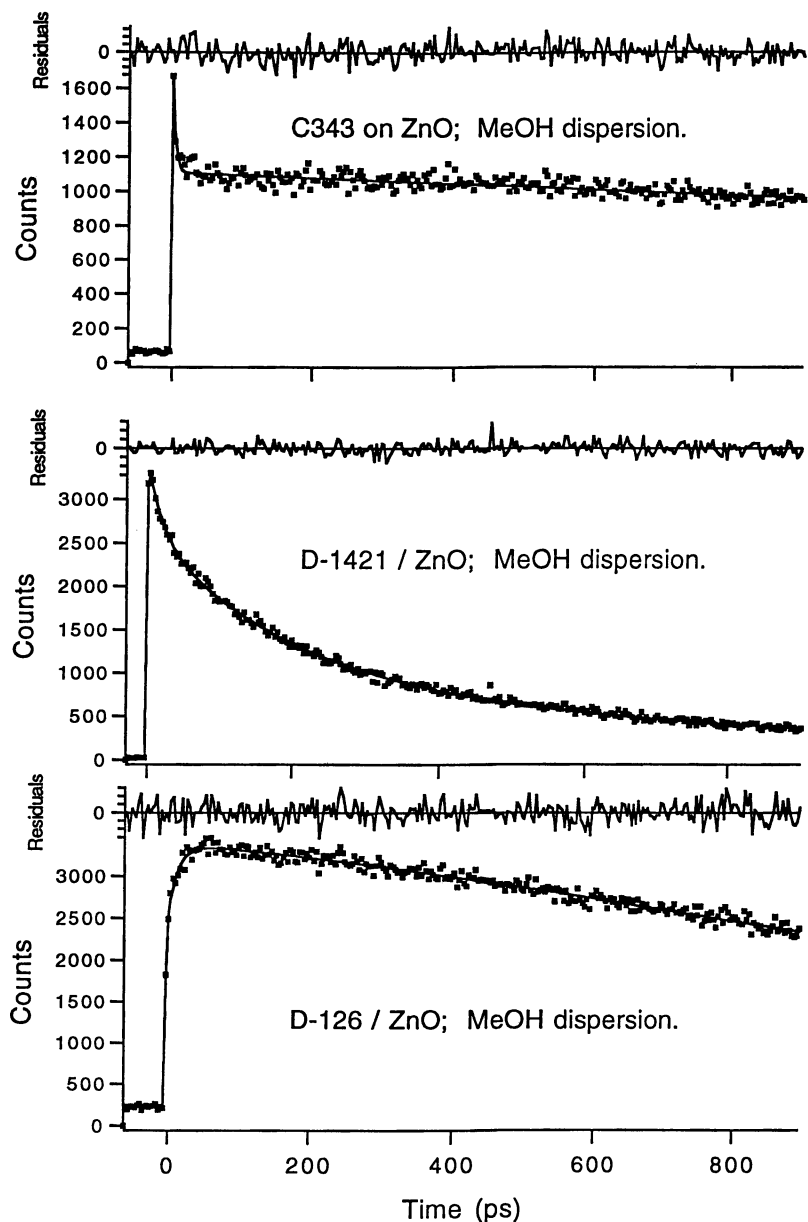 Residuals
0
1600
1400
1200
1000
800
600
400
200
0
Counts
C343 on ZnO; MeOH dispersion.
Residuals
0
3000
2500
2000
1500
1000
500
0
Counts
D-1421 / ZnO; MeOH dispersion.
Residuals
0
3000
2500
2000
1500
1000
500
0
Counts
D-126 / ZnO; MeOH dispersion.
0 200 400 600 800
Time (ps)